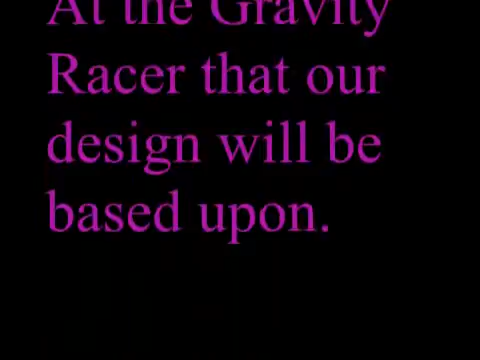 At the Gravity
Racer that our
design will be
based upon.